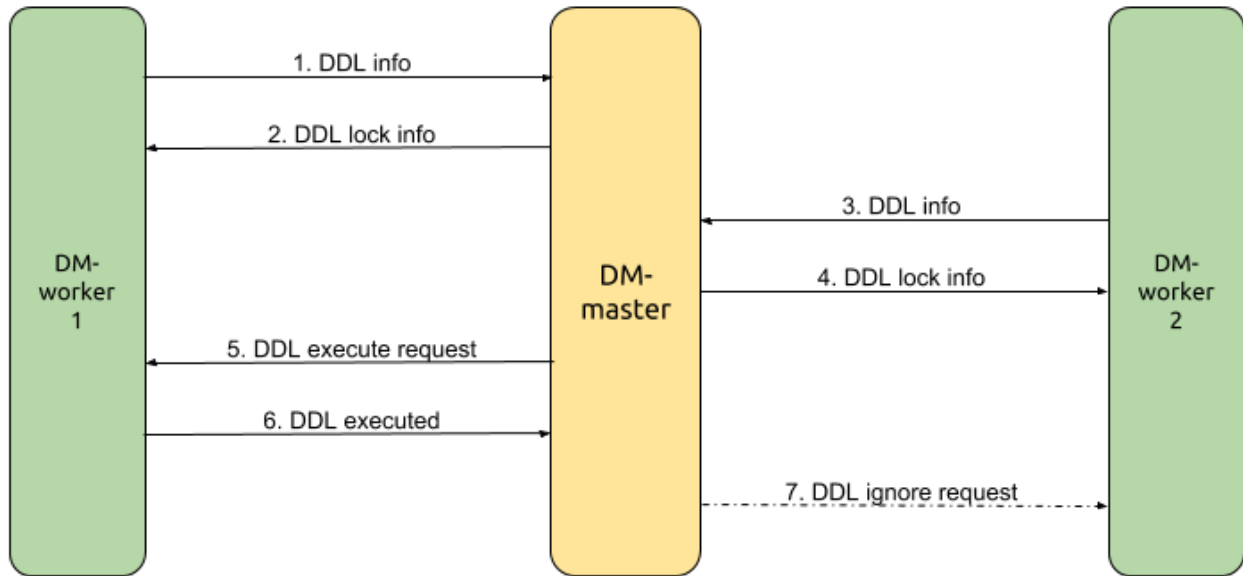 1. DDL info
2. DDL lock info
3. DDL info
DM-
worker
1
DM-
master
DM-
worker
2
4. DDL lock info
5. DDL execute request
6. DDL executed
7. DDL ignore request